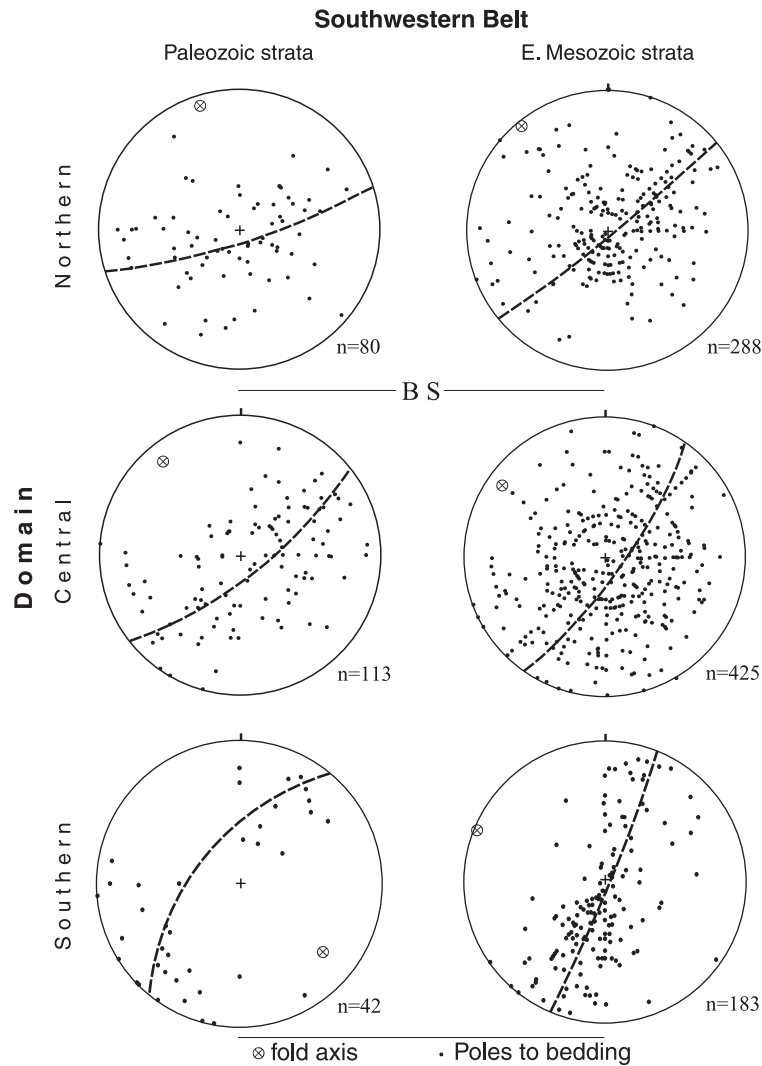 Southwestern Belt
Paleozoic strata
E. Mesozoic strata
Northern
n=80
n=288
B S
Domain
Central
n=113
n=425
Southern
n=42
n=183
fold axis
Poles to bedding